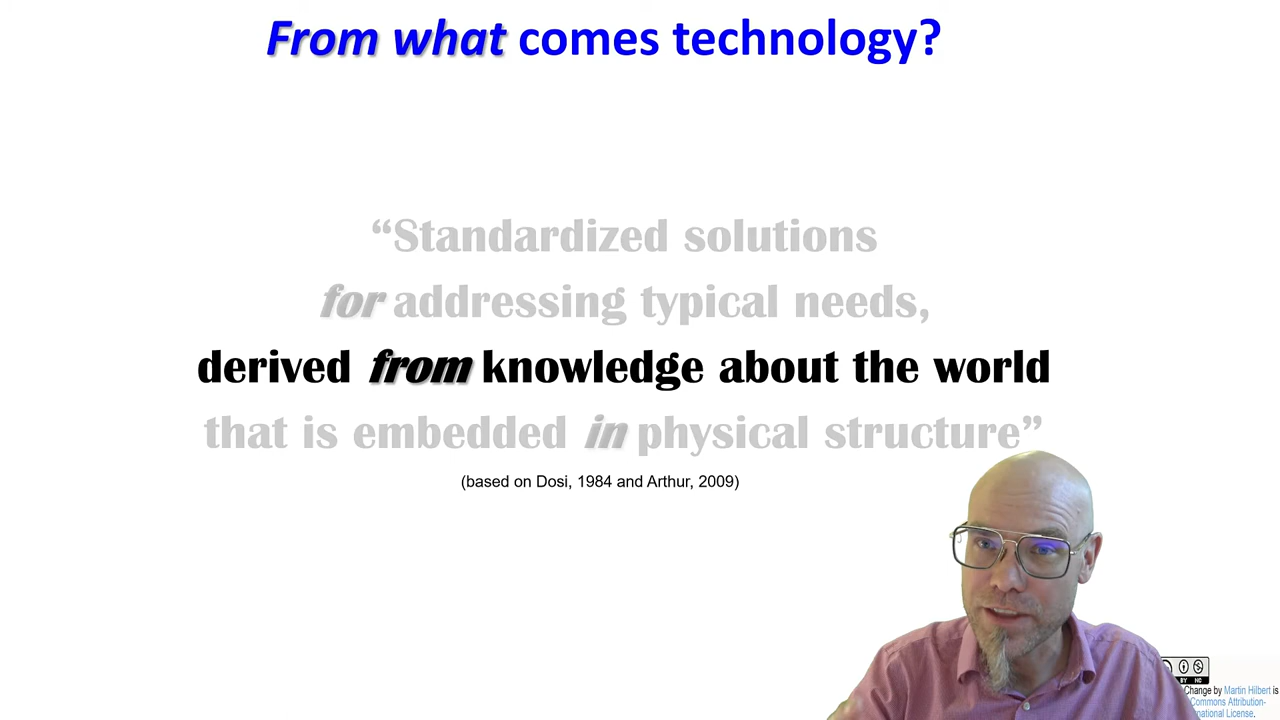 From what comes technology?
“Standardized solutions
for addressing typical needs,
derived from knowledge about the world
that is embedded in physical structure”
(based on Dosi, 1984 and Arthur, 2009)
BY NC
Change by Martin Hilbert is
Commons Attribution-
national License.